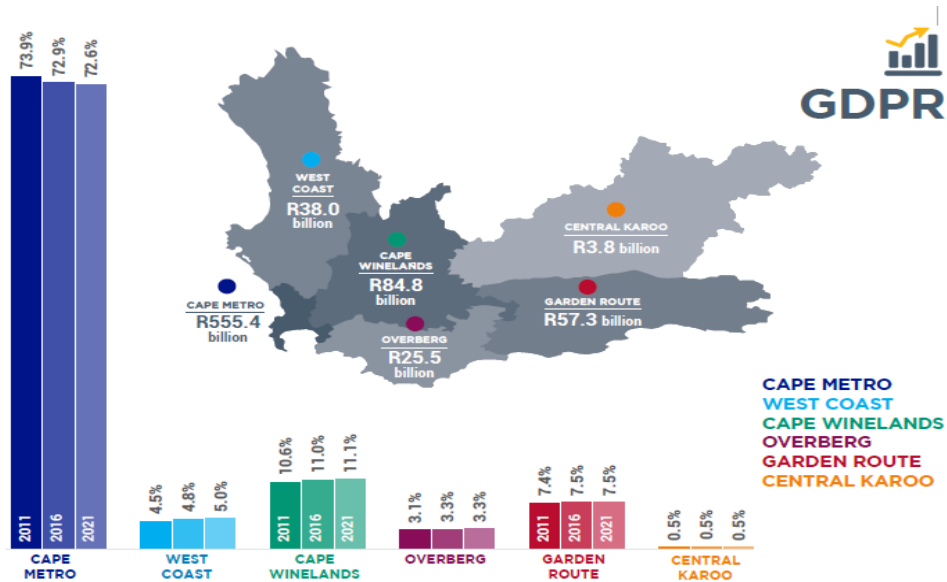 73.9%
72.9%
72.6%
GDPR
WEST
COAST
R38.0
billion
CENTRAL KAROO
R3.8 billion
CAPE
WINELANDS
R84.8
billion
CAPE METRO
R555.4
billion
GARDEN ROUTE
R57.3 billion
OVERBERG
R25.5
billion
CAPE METRO
WEST COAST
CAPE WINELANDS
OVERBERG
GARDEN ROUTE
CENTRAL KAROO
2011
2016
2021
CAPE
METRO
4.5%
4.8%
5.0%
WEST
COAST
10.6%
11.0%
11.1%
2011
2016
2021
CAPE
WINELANDS
3.1%
3.3%
3.3%
OVERBERG
7.4%
7.5%
7.5%
2011
2016
2021
GARDEN
ROUTE
0.5%
0.5%
0.5%
CENTRAL
KAROO